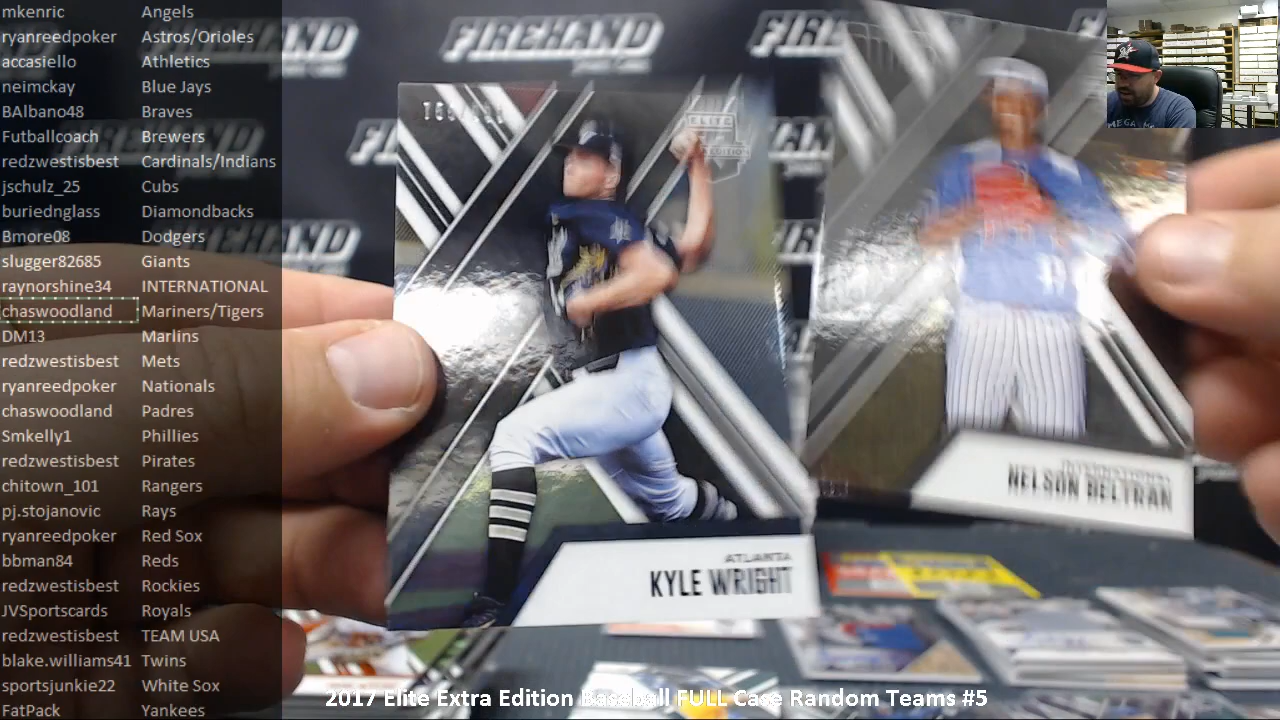 mkenric Angels
ryanreedpoker Astros/Orioles
accasiello Athletics
neimckay Blue Jays
BAlbano48 Braves
Futballcoach Brewers
redzwestisbest Cardinals/Indians
jschulz_25 Cubs
buriednglass Diamondbacks
Bmore08 Dodgers
slugger82685 Giants
raynorshine34 INTERNATIONAL
chaswoodland Mariners/Tigers
DM13 Marlins
redzwestisbest Mets
ryanreedpoker Nationals
chaswoodland Padres
Smkelly1 Phillies
redzwestisbest Pirates
chitown_101 Rangers
pj.stojanovic Rays
ryanreedpoker Red Sox
bbman84 Reds
redzwestisbest Rockies
JVSportscards Royals
redzwestisbest TEAM USA
blake.williams41 Twins
sportsjunkie22 White Sox
FatPack Yankees
FIREHAND
FIREHAND
ELITE
EDITION
ATLANTA
KYLE WRIGHT
INTERNATIONAL
NELSON BELTRAN
2017 Elite Extra Edition Baseball FULL Case Random Teams #5